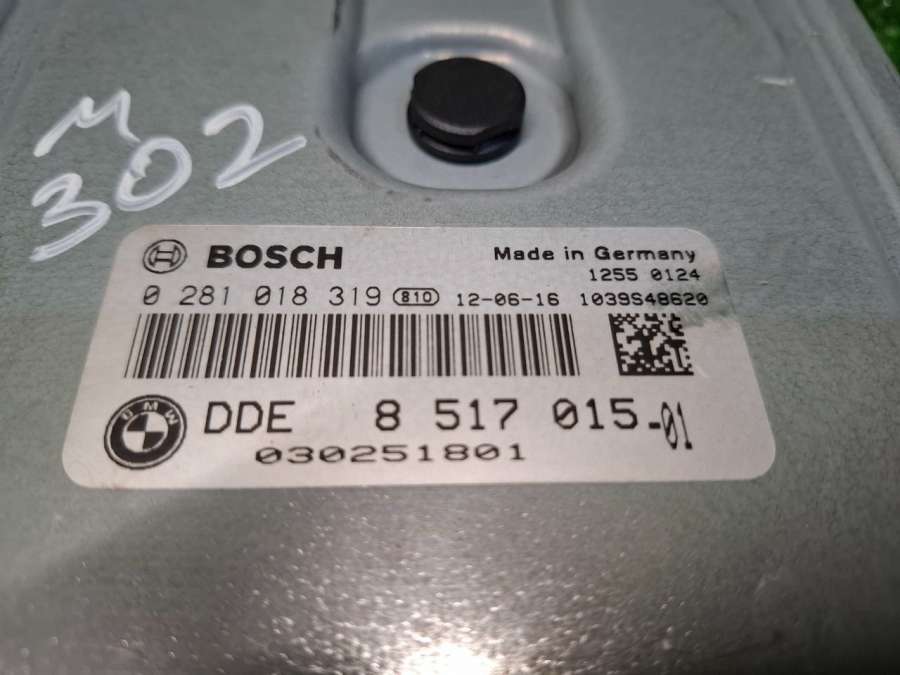 M
302
BOSCH
Made in Germany
1255 0124
0 281 018 319 810 12-06-16 1039S48620
BMW
DDE 8 517 015-01
030251801